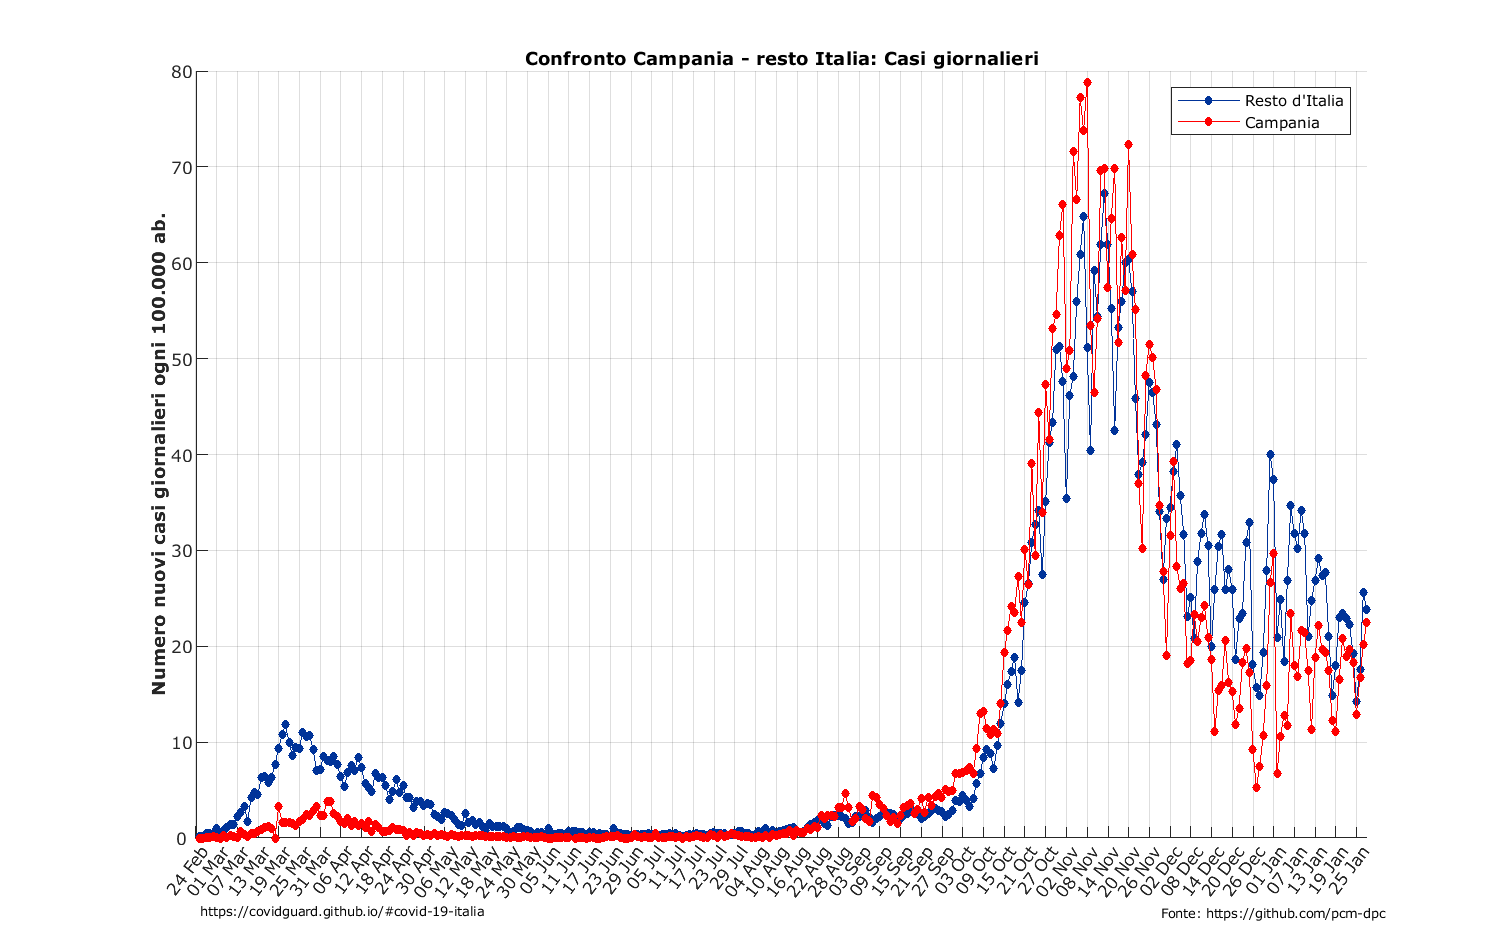 Confronto Campania - resto Italia: Casi giornalieri
Resto d'Italia
Campania
Numero nuovi casi giornalieri ogni 100.000 ab.
80
70
60
50
40
30
20
10
0
24 Feb
01 Mar
07 Mar
13 Mar
19 Mar
25 Mar
31 Mar
06 Apr
12 Apr
18 Apr
24 Apr
30 Apr
06 May
12 May
18 May
24 May
30 May
05 Jun
11 Jun
17 Jun
23 Jun
29 Jun
05 Jul
11 Jul
17 Jul
23 Jul
29 Jul
04 Aug
10 Aug
16 Aug
22 Aug
28 Aug
03 Sep
09 Sep
15 Sep
21 Sep
27 Sep
03 Oct
09 Oct
15 Oct
21 Oct
27 Oct
02 Nov
08 Nov
14 Nov
20 Nov
26 Nov
02 Dec
08 Dec
14 Dec
20 Dec
26 Dec
01 Jan
07 Jan
13 Jan
19 Jan
25 Jan
https://covidguard.github.io/#covid-19-italia
Fonte: https://github.com/pcm-dpc